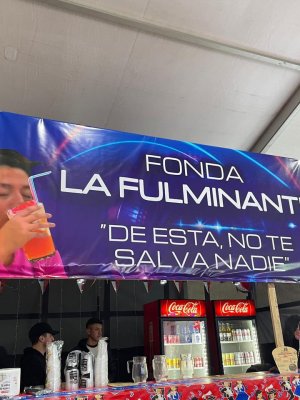 FONDA
LA FULMINANT
"DE ESTA, NO TE
SALVA NADIE"
Coca-Cola
Coca-Cola